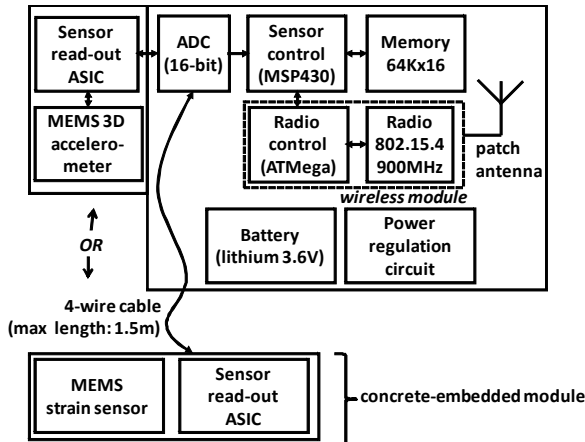 Sensor
read-out
ASIC
ADC
(16-bit)
Sensor
control
(MSP430)
Memory
64Kx16
MEMS 3D
accelero-
meter
Radio
control
(ATMega)
Radio
802.15.4
900MHz
wireless module
patch
antenna
OR
Battery
(lithium 3.6V)
Power
regulation
circuit
4-wire cable
(max length: 1.5m)
MEMS
strain sensor
Sensor
read-out
ASIC
concrete-embedded module